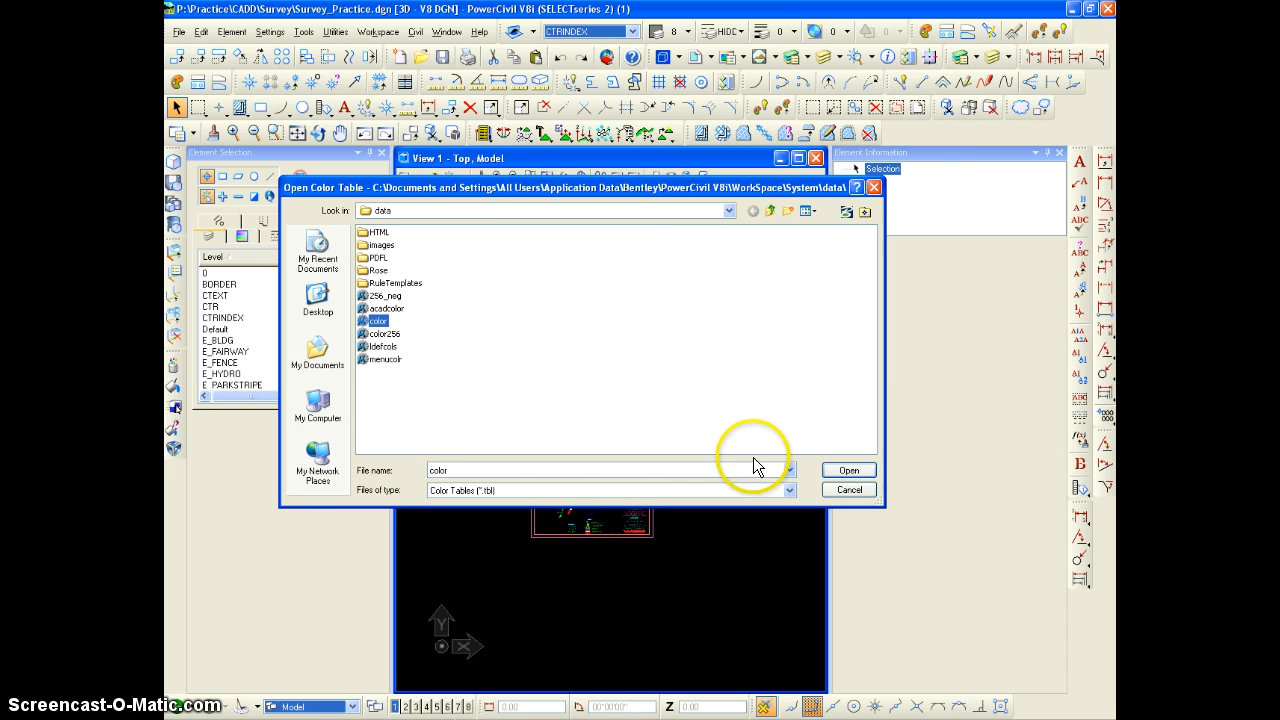 P:\Practice\CADD\Survey\Survey_Practice.dgn [3D - V8 DGN] - PowerCivil V8i (SELECTseries 2) (1)
File Edit Element Settings Tools Utilities Workspace Civil Window Help
CTRINDEX 8 HIDC 0 0
Element Selection
View 1 - Top, Model
Element Information
Selection
Open Color Table - C:\Documents and Settings\All Users\Application Data\Bentley\PowerCivil V8i\WorkSpace\System\data\
Look in: data
My Recent Documents
Desktop
My Documents
My Computer
My Network Places
HTML
images
PDFL
Rose
RuleTemplates
256_neg
acadcolor
color
color256
ldefcols
menucolr
File name: color Open
Files of type: Color Tables (*.tbl) Cancel
Level
0
BORDER
CTEXT
CTR
CTRINDEX
Default
E_BLDG
E_FAIRWAY
E_FENCE
E_HYDRO
E_PARKSTRIPE
Y
X
Model 1 2 3 4 5 6 7 8 0.00 00°00'00" Z 0.00
Screencast-O-Matic.com